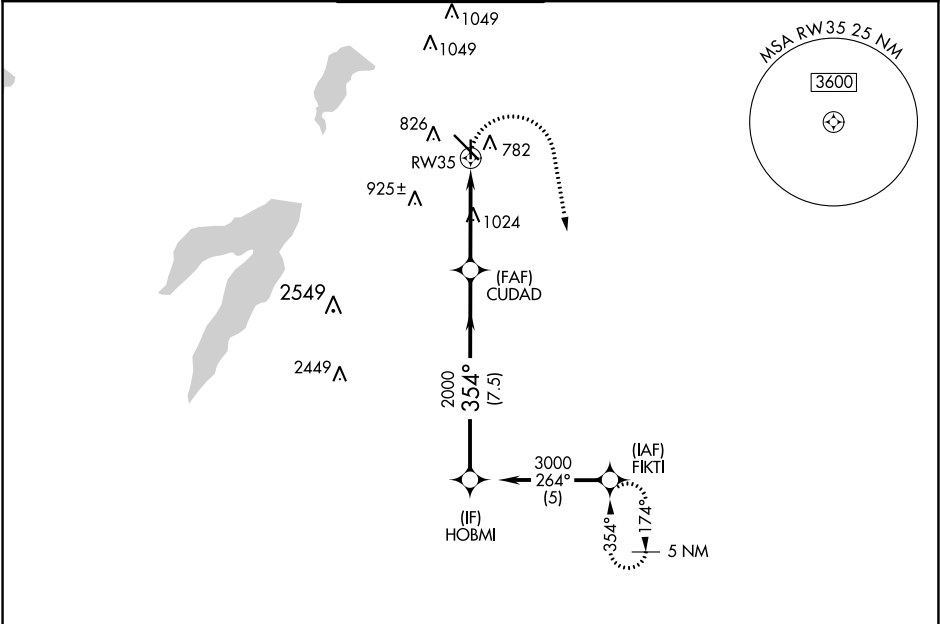 1049
1049
MSA RW35 25 NM
3600
826
782
RW35
925±
1024
(FAF)
CUDAD
2549
2449
2000
354°
(7.5)
(IAF)
FIKTI
3000
264°
(5)
(IF)
HOBMI
354°
174°
5 NM